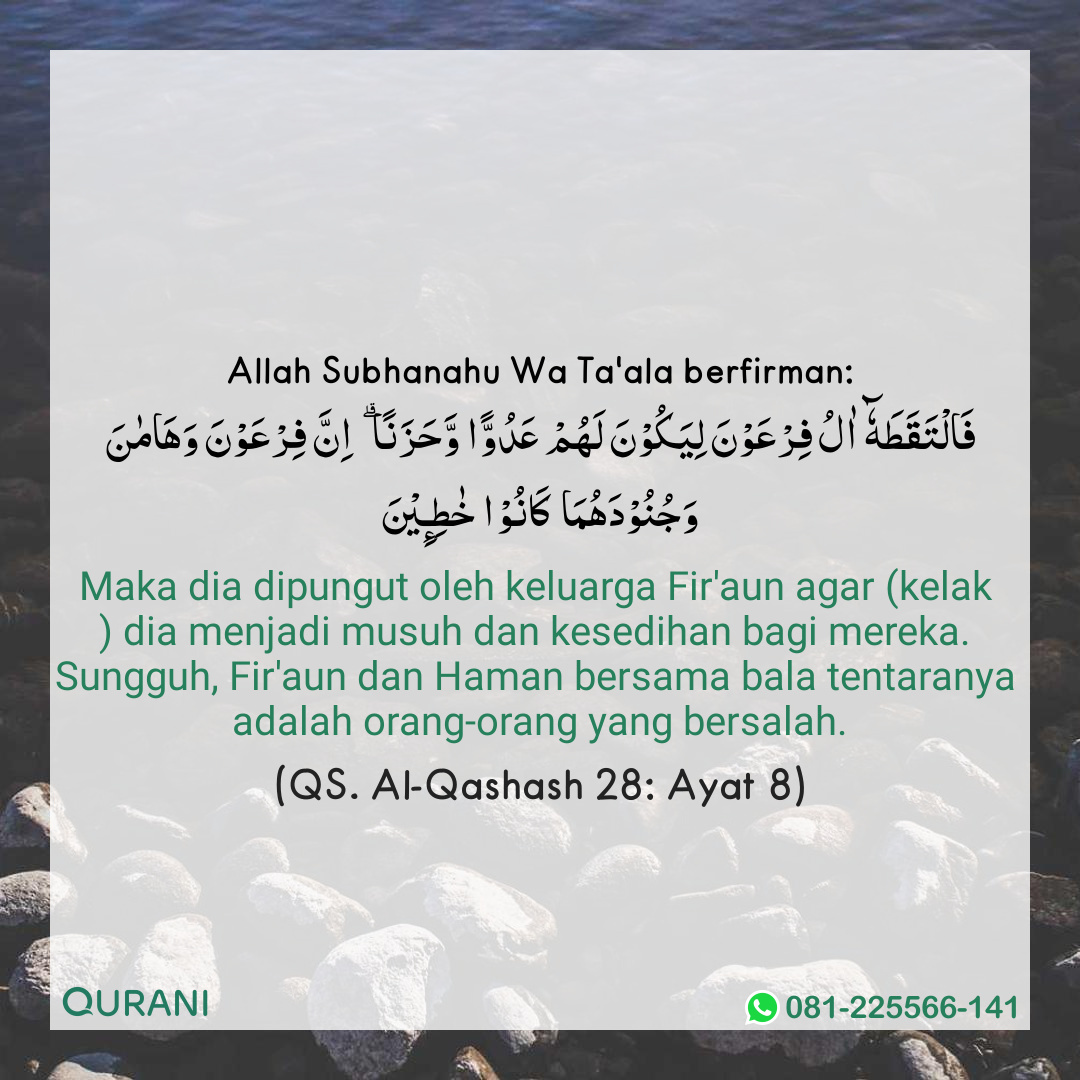 Allah Subhanahu Wa Ta'ala berfirman:
فَالْتَقَطَهٗٓ اٰلُ فِرْعَوْنَ لِيَكُوْنَ لَهُمْ عَدُوًّا وَّحَزَنًاۗ اِنَّ فِرْعَوْنَ وَهَامٰنَ
وَجُنُوْدَهُمَا كَانُوْا خٰطِـِٕيْنَ
Maka dia dipungut oleh keluarga Fir'aun agar (kelak
) dia menjadi musuh dan kesedihan bagi mereka.
Sungguh, Fir'aun dan Haman bersama bala tentaranya
adalah orang-orang yang bersalah.
(QS. Al-Qashash 28: Ayat 8)
QURANI
081-225566-141